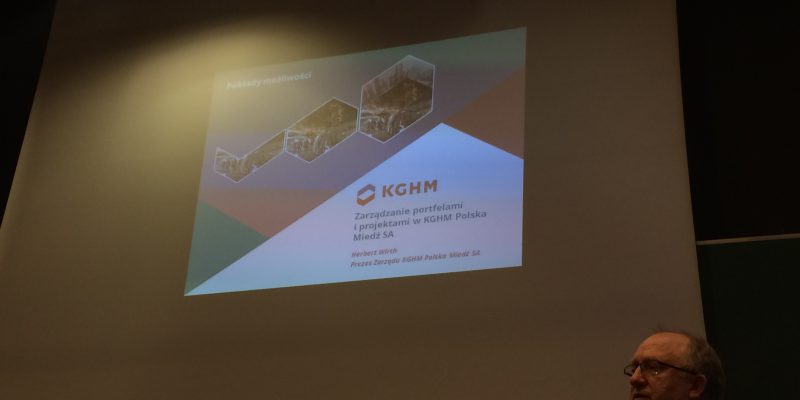 Pokłady możliwości
KGHM
Zarządzanie portfelami
i projektami w KGHM Polska
Miedź SA
Herbert Wirth
Prezes Zarządu KGHM Polska Miedź SA